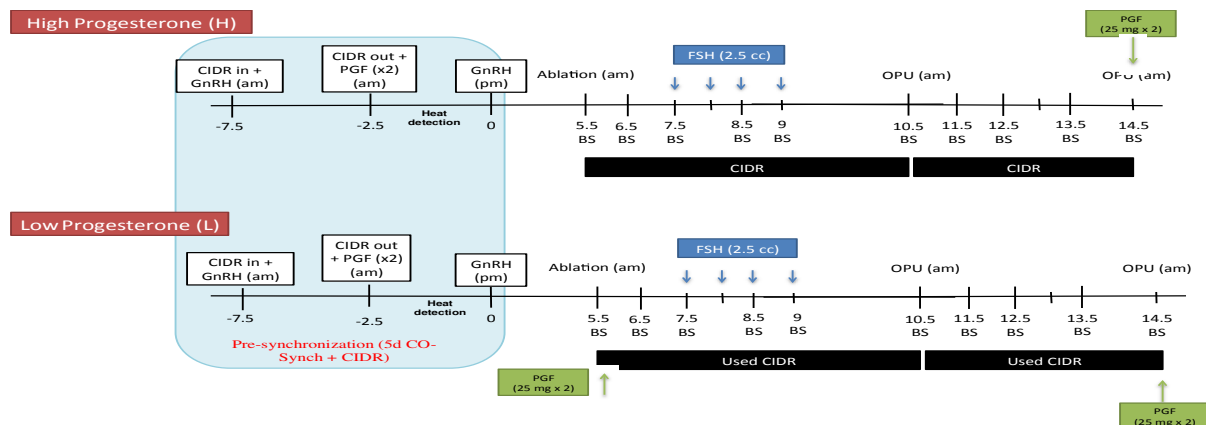 High Progesterone (H)
PGF
(25 mg x 2)
CIDR in +
GnRH (am)
CIDR out +
PGF (x2)
(am)
GnRH
(pm)
Ablation (am)
FSH (2.5 cc)
OPU (am)
OPU (am)
-7.5
-2.5
Heat
detection
0
5.5
BS
6.5
BS
7.5
BS
8.5
BS
9
BS
10.5
BS
11.5
BS
12.5
BS
13.5
BS
14.5
BS
CIDR
CIDR
Low Progesterone (L)
CIDR in +
GnRH (am)
CIDR out
+ PGF (x2)
(am)
GnRH
(pm)
Ablation (am)
FSH (2.5 cc)
OPU (am)
OPU (am)
-7.5
-2.5
Heat
detection
0
5.5
BS
6.5
BS
7.5
BS
8.5
BS
9
BS
10.5
BS
11.5
BS
12.5
BS
13.5
BS
14.5
BS
Pre-synchronization (5d CO-
Synch + CIDR)
Used CIDR
Used CIDR
PGF
(25 mg x 2)
PGF
(25 mg x 2)